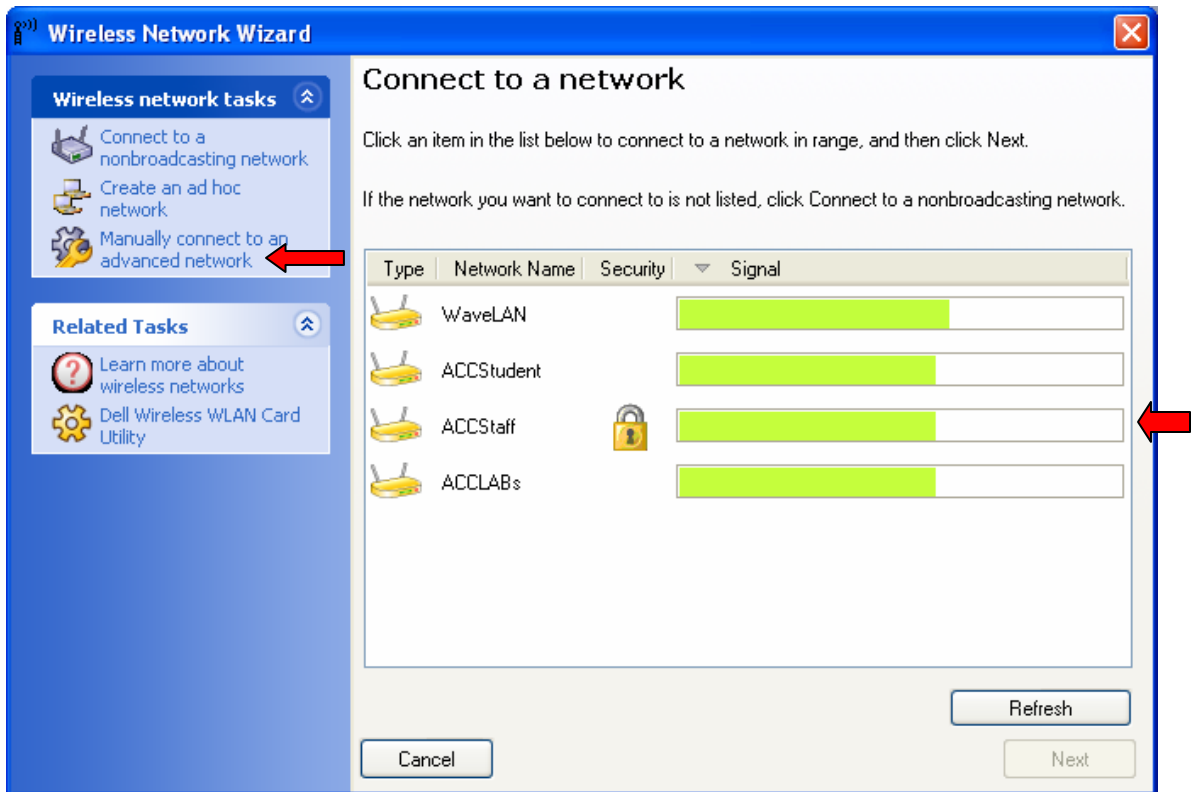 Wireless Network Wizard
Wireless network tasks
Connect to a
nonbroadcasting network
Create an ad hoc
network
Manually connect to an
advanced network
Related Tasks
Learn more about
wireless networks
Dell Wireless WLAN Card
Utility
Connect to a network
Click an item in the list below to connect to a network in range, and then click Next.
If the network you want to connect to is not listed, click Connect to a nonbroadcasting network.
Type Network Name Security Signal
WaveLAN
ACCStudent
ACCStaff
ACCLABs
Refresh
Cancel Next